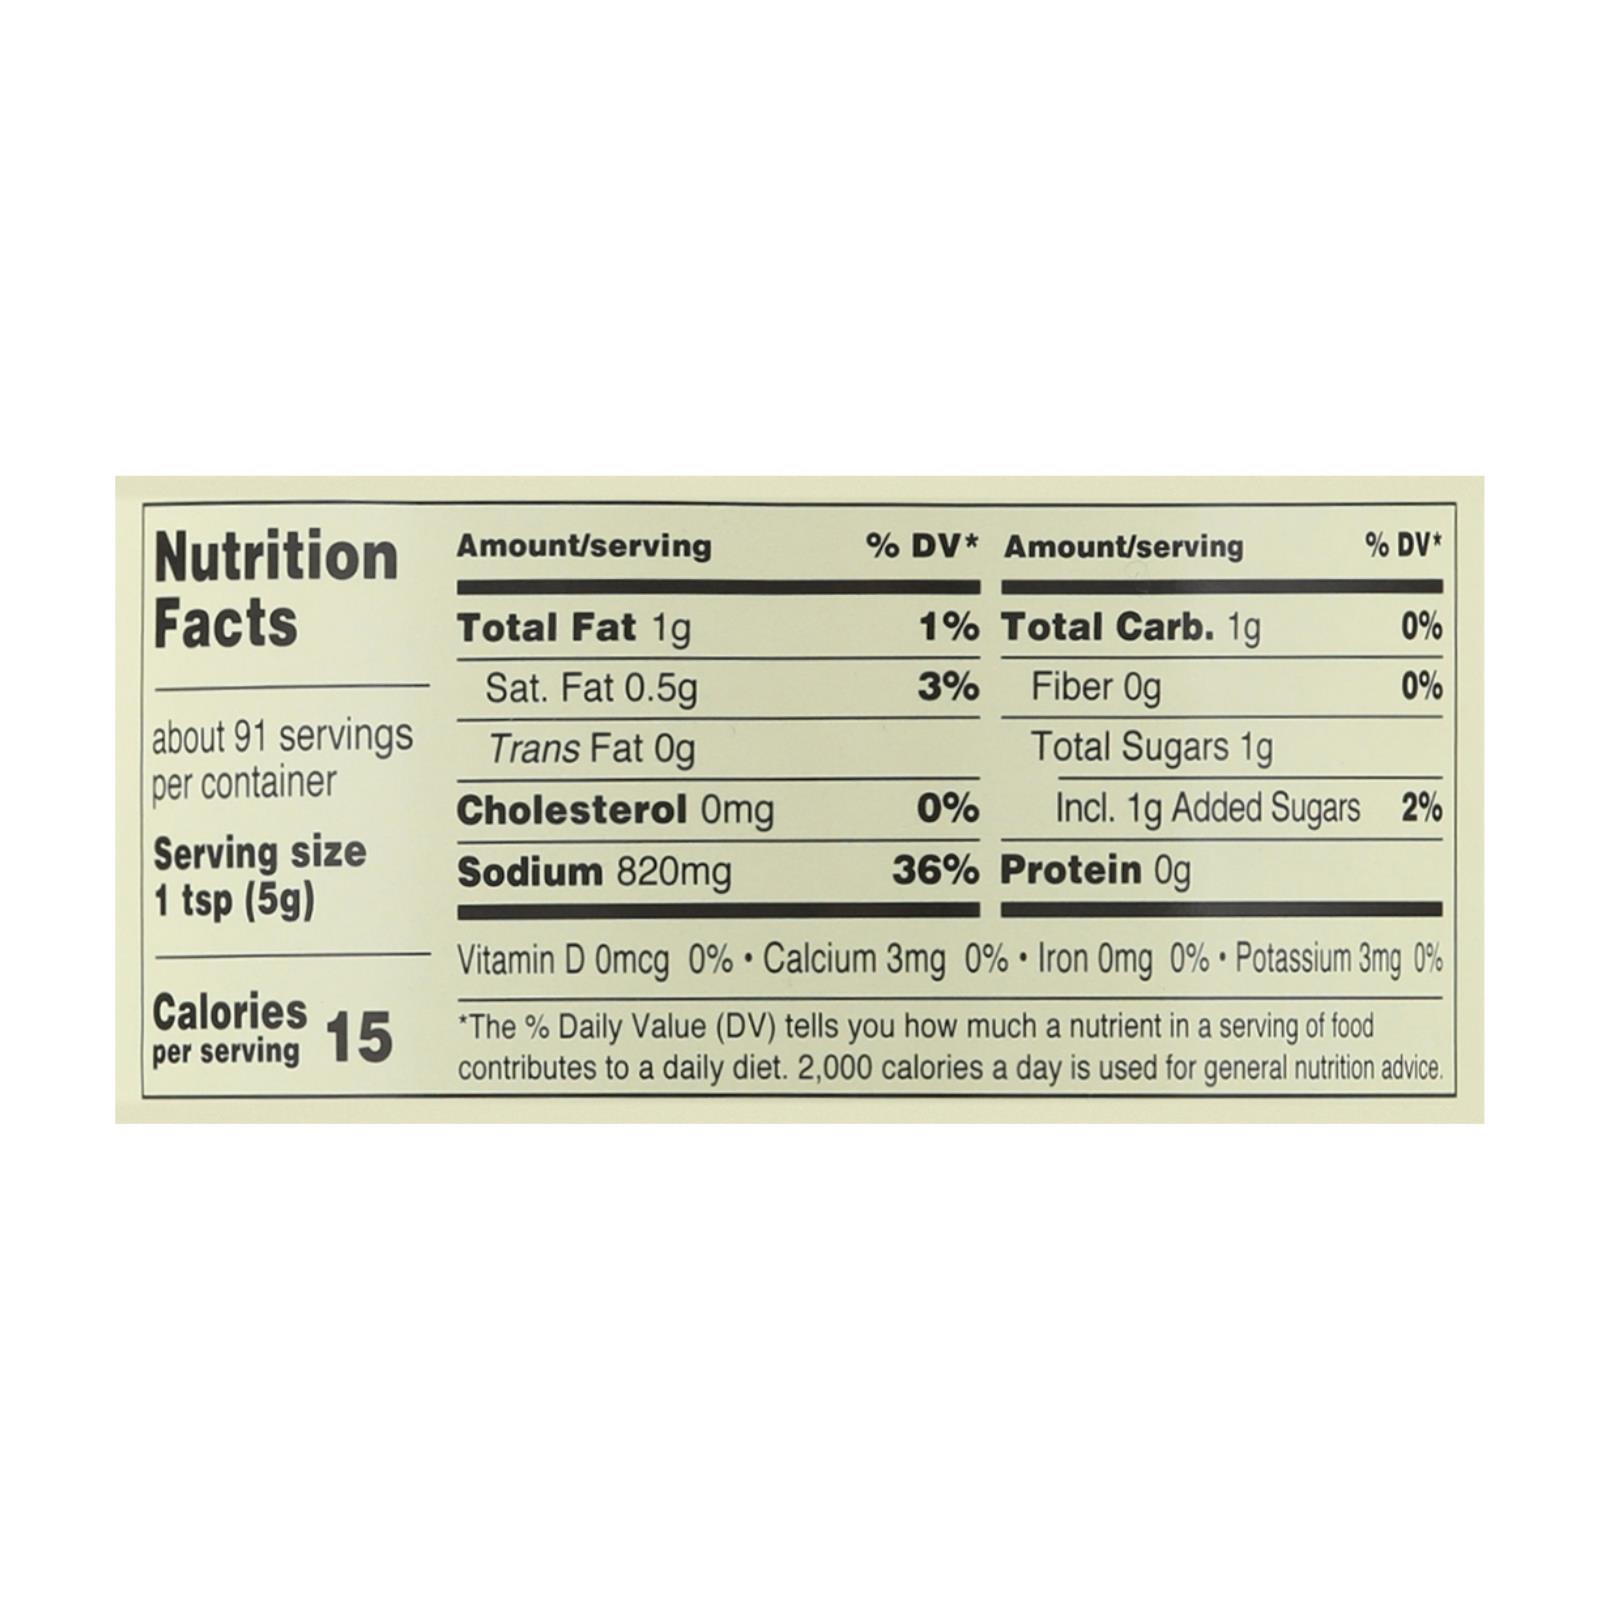 Nutrition
Facts
about 91 servings
per container
Serving size
1 tsp (5g)
Calories
per serving 15
Amount/serving % DV*
Total Fat 1g 1%
Sat. Fat 0.5g 3%
Trans Fat 0g
Cholesterol 0mg 0%
Sodium 820mg 36%
Amount/serving % DV*
Total Carb. 1g 0%
Fiber 0g 0%
Total Sugars 1g
Incl. 1g Added Sugars 2%
Protein 0g
Vitamin D 0mcg 0% • Calcium 3mg 0% • Iron 0mg 0% • Potassium 3mg 0%
*The % Daily Value (DV) tells you how much a nutrient in a serving of food
contributes to a daily diet. 2,000 calories a day is used for general nutrition advice.